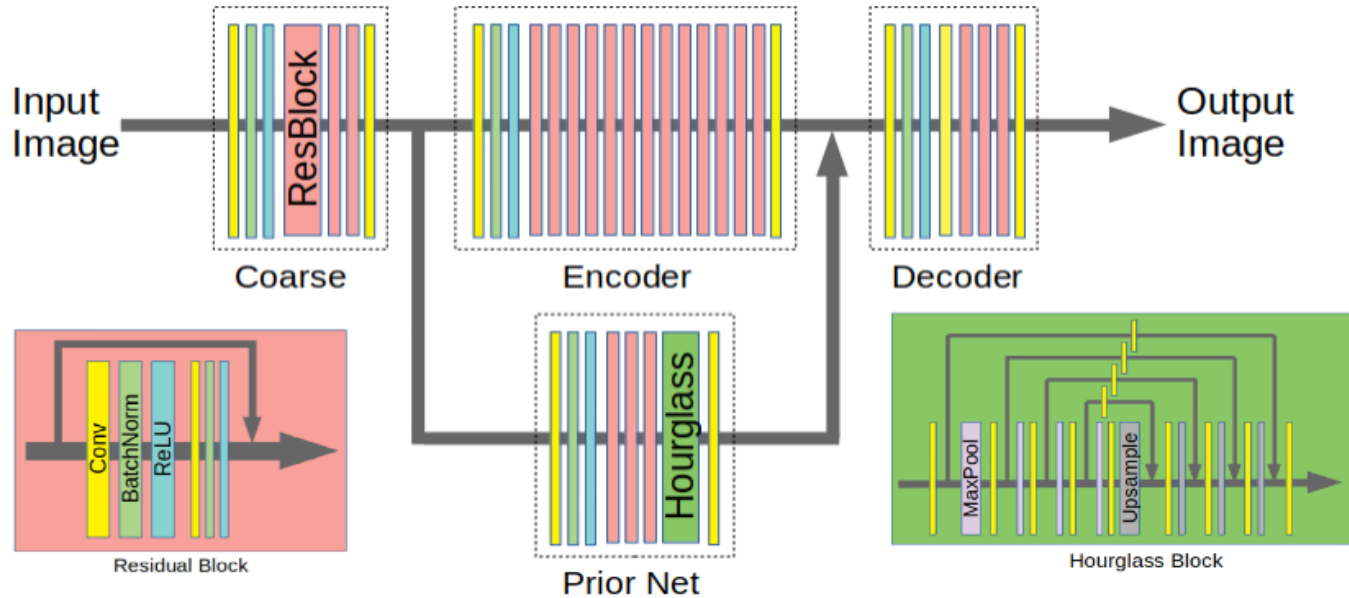 Input
Image
ResBlock
Coarse
Encoder
Decoder
Output
Image
Conv
BatchNorm
ReLU
Residual Block
Hourglass
Prior Net
MaxPool
Upsample
Hourglass Block